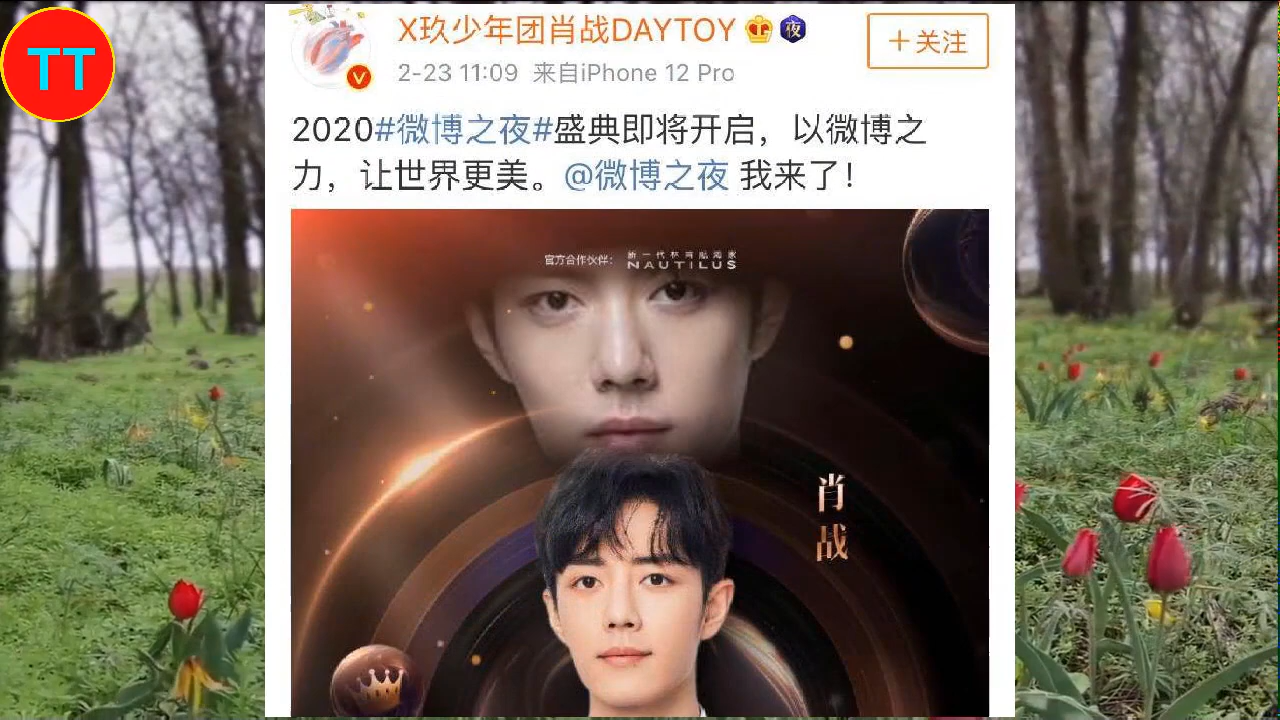 TT
X玖少年团肖战DAYTOY
夜
2-23 11:09 来自iPhone 12 Pro
+关注
2020#微博之夜#盛典即将开启，以微博之
力，让世界更美。@微博之夜 我来了！
官方合作伙伴：
NAUTILUS
肖
战